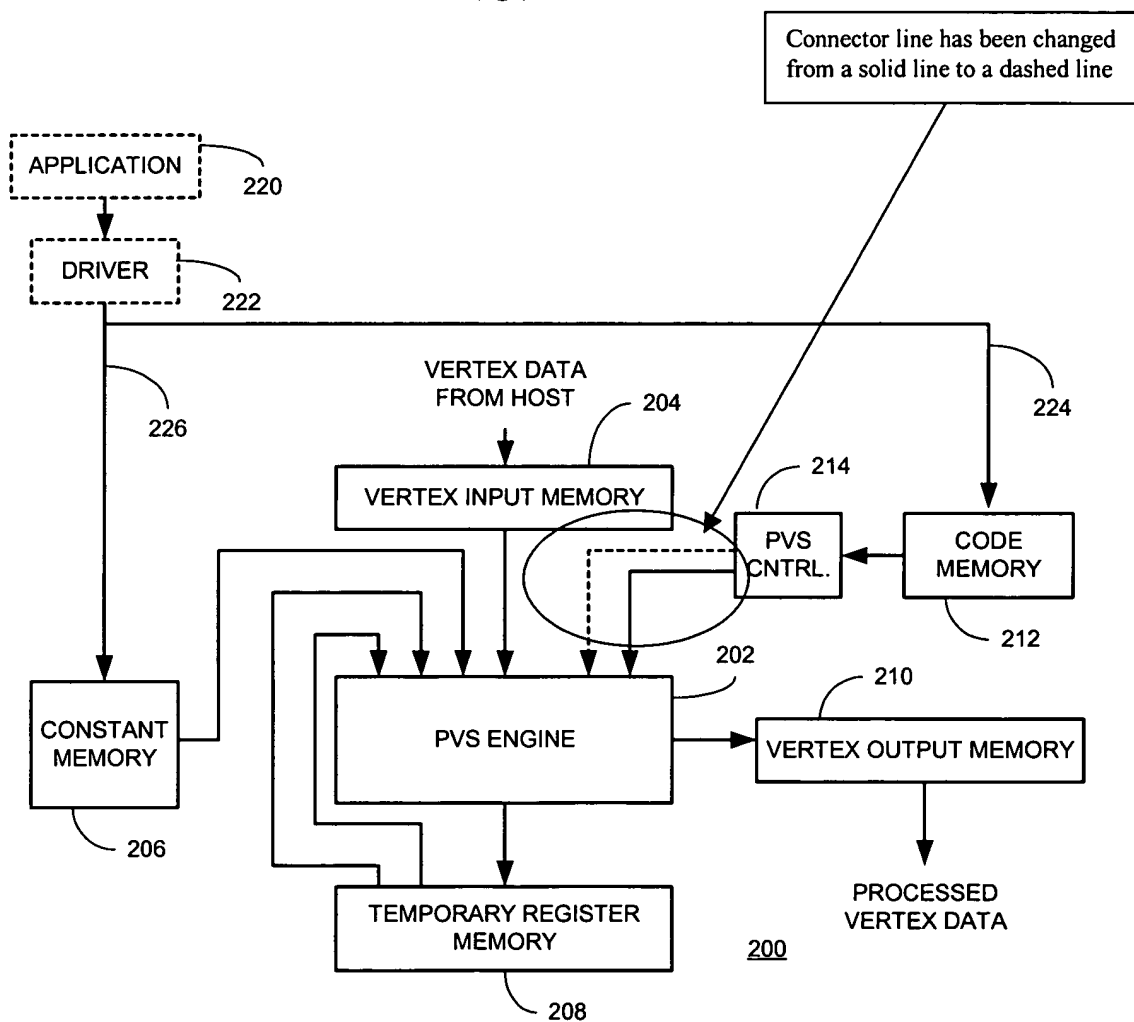 Connector line has been changed
from a solid line to a dashed line
APPLICATION
220
DRIVER
222
226
224
VERTEX DATA
FROM HOST
204
VERTEX INPUT MEMORY
214
PVS
CNTRL.
CODE
MEMORY
212
202
210
CONSTANT
MEMORY
206
PVS ENGINE
VERTEX OUTPUT MEMORY
TEMPORARY REGISTER
MEMORY
208
PROCESSED
VERTEX DATA
200